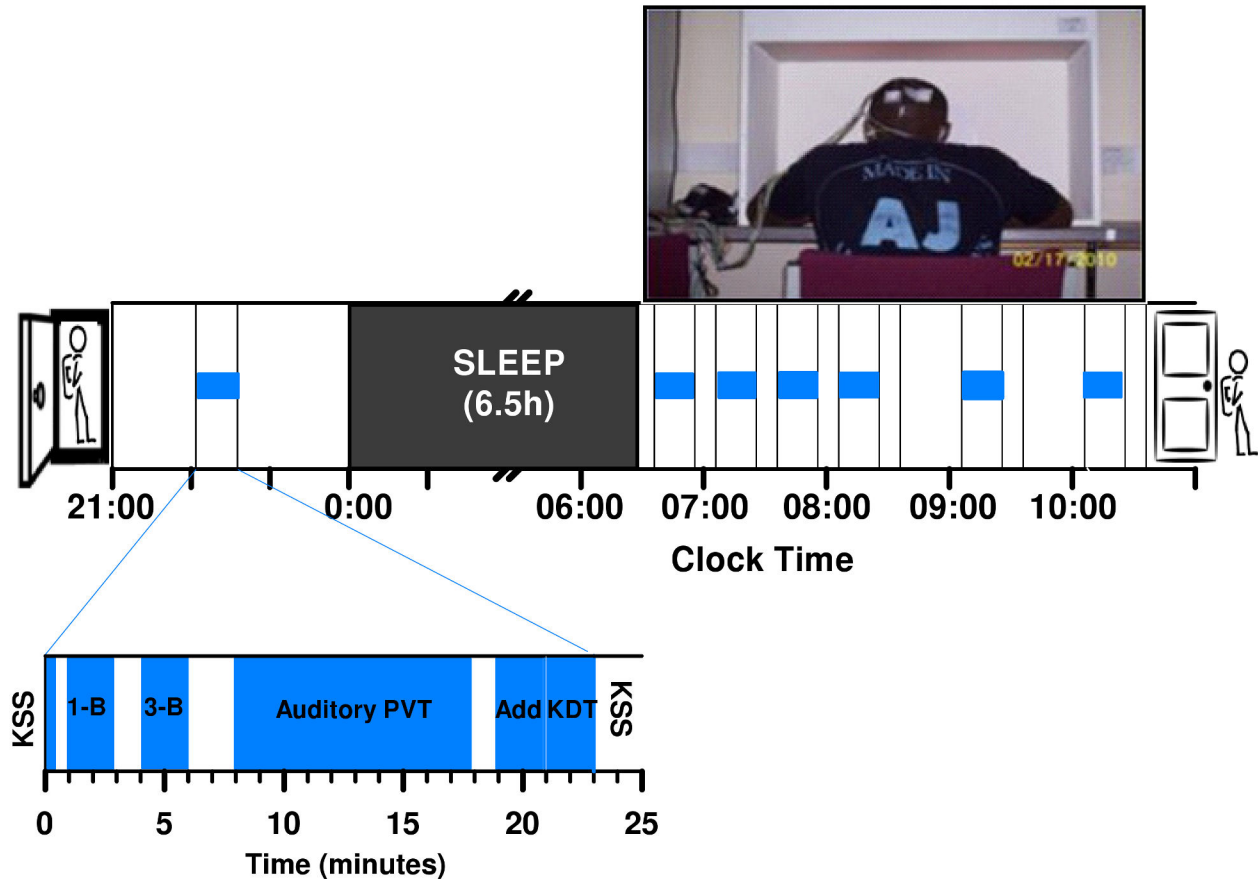 MADE IN
AJ
02/17/2010
SLEEP
(6.5h)
21:00
0:00
06:00
07:00
08:00
09:00
10:00
Clock Time
KSS
1-B
3-B
Auditory PVT
Add
KDT
KSS
0
5
10
15
20
25
Time (minutes)